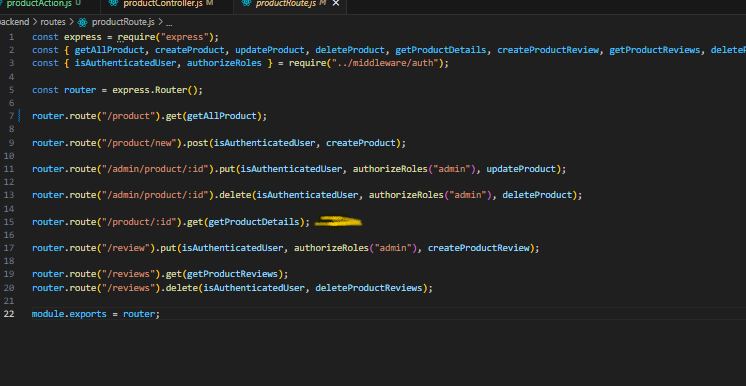 productAction.js U productController.js M productRoute.js M ×
backend > routes > productRoute.js > ...
1 const express = require("express");
2 const { getAllProduct, createProduct, updateProduct, deleteProduct, getProductDetails, createProductReview, getProductReviews, deleteP
3 const { isAuthenticatedUser, authorizeRoles } = require("../middleware/auth");
4
5 const router = express.Router();
6
7 router.route("/product").get(getAllProduct);
8
9 router.route("/product/new").post(isAuthenticatedUser, createProduct);
10
11 router.route("/admin/product/:id").put(isAuthenticatedUser, authorizeRoles("admin"), updateProduct);
12
13 router.route("/admin/product/:id").delete(isAuthenticatedUser, authorizeRoles("admin"), deleteProduct);
14
15 router.route("/product/:id").get(getProductDetails);
16
17 router.route("/review").put(isAuthenticatedUser, authorizeRoles("admin"), createProductReview);
18
19 router.route("/reviews").get(getProductReviews);
20 router.route("/reviews").delete(isAuthenticatedUser, deleteProductReviews);
21
22 module.exports = router;